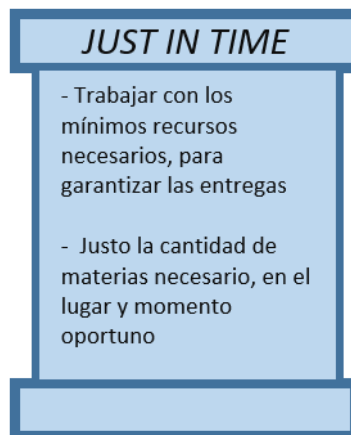 JUST IN TIME
- Trabajar con los
mínimos recursos
necesarios, para
garantizar las entregas
- Justo la cantidad de
materias necesario, en el
lugar y momento
oportuno